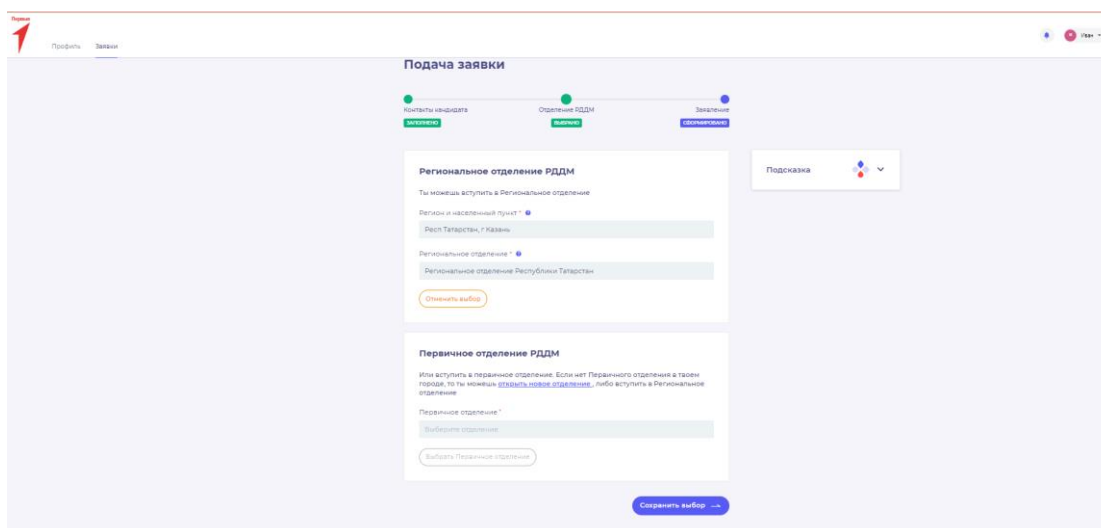 Первые
Профиль Заявки
Иван
Подача заявки
Контакты кандидата Отделение РДДМ Заявление
ЗАПОЛНЕНО ВЫБРАНО СФОРМИРОВАНО
Региональное отделение РДДМ
Ты можешь вступить в Региональное отделение
Регион и населенный пункт *
Респ Татарстан, г Казань
Региональное отделение *
Региональное отделение Республики Татарстан
Отменить выбор
Подсказка
Первичное отделение РДДМ
Или вступить в первичное отделение. Если нет Первичного отделения в твоем
городе, то ты можешь открыть новое отделение , либо вступить в Региональное
отделение
Первичное отделение *
Выберите отделение
Выбрать Первичное отделение
Сохранить выбор →